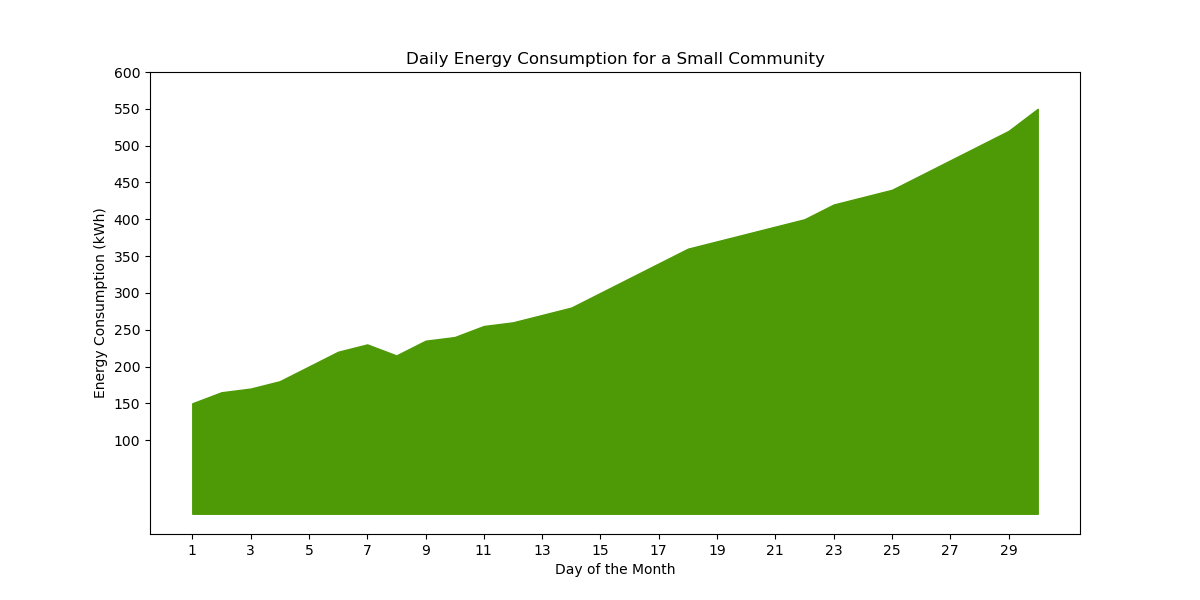 Daily Energy Consumption for a Small Community
600
550
500
450
400
350
300
250
200
150
100
Energy Consumption (kWh)
1 3 5 7 9 11 13 15 17 19 21 23 25 27 29
Day of the Month